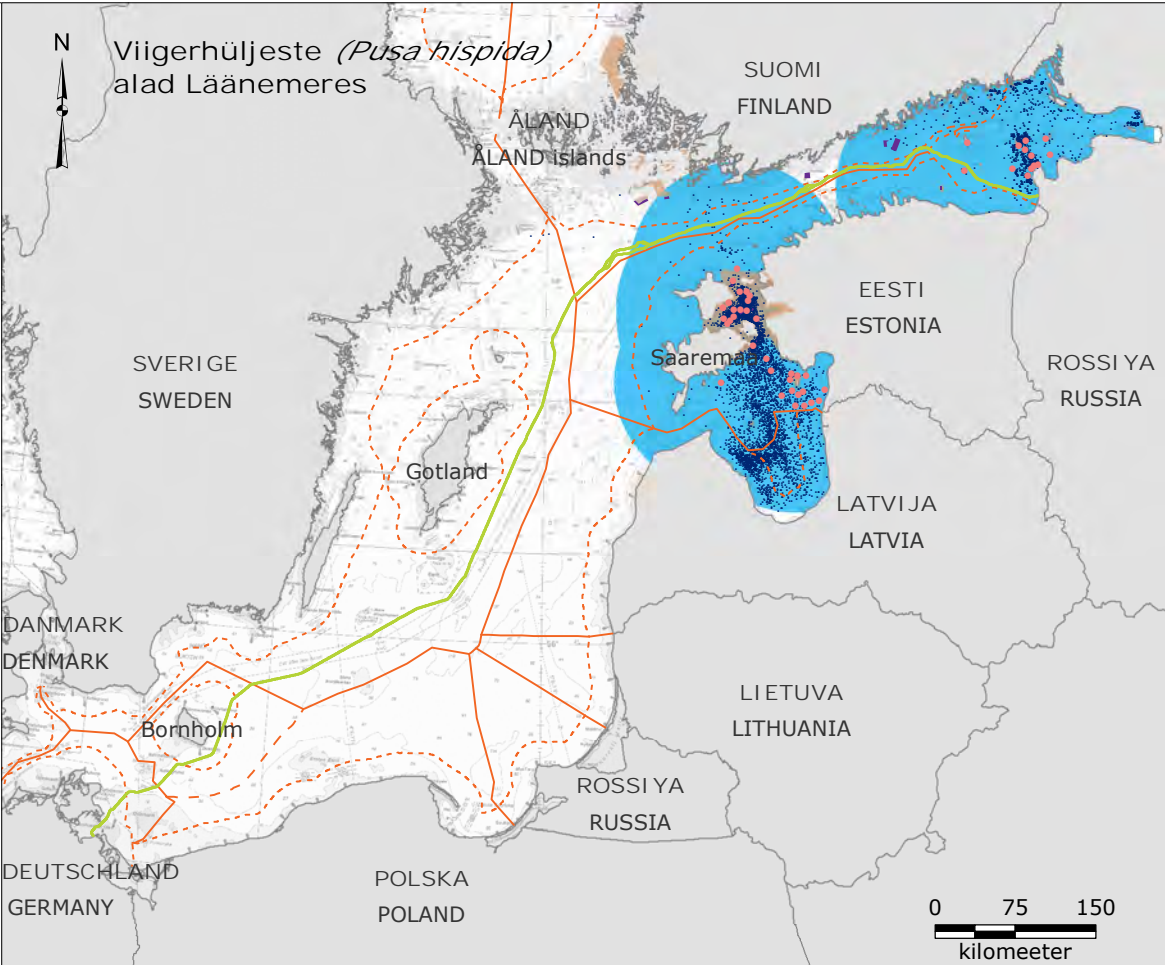 N
Viigerhüljeste (Pusa hispida)
alad Läänemeres
SUOMI
FINLAND
ÅLAND
ÅLAND islands
EESTI
ESTONIA
Saaremaa
ROSSIYA
RUSSIA
SVERIGE
SWEDEN
Gotland
LATVIJA
LATVIA
DANMARK
DENMARK
LIETUVA
LITHUANIA
Bornholm
ROSSIYA
RUSSIA
DEUTSCHLAND
GERMANY
POLSKA
POLAND
0 75 150
kilomeeter